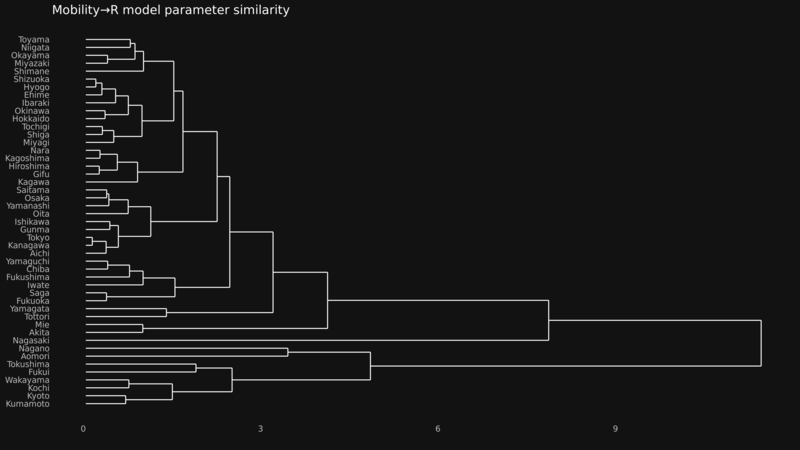 Mobility→R model parameter similarity
Toyama
Niigata
Okayama
Miyazaki
Shimane
Shizuoka
Hyogo
Ehime
Ibaraki
Okinawa
Hokkaido
Tochigi
Shiga
Miyagi
Nara
Kagoshima
Hiroshima
Gifu
Kagawa
Saitama
Osaka
Yamanashi
Oita
Ishikawa
Gunma
Tokyo
Kanagawa
Aichi
Yamaguchi
Chiba
Fukushima
Iwate
Saga
Fukuoka
Yamagata
Tottori
Mie
Akita
Nagasaki
Nagano
Aomori
Tokushima
Fukui
Wakayama
Kochi
Kyoto
Kumamoto
0 3 6 9